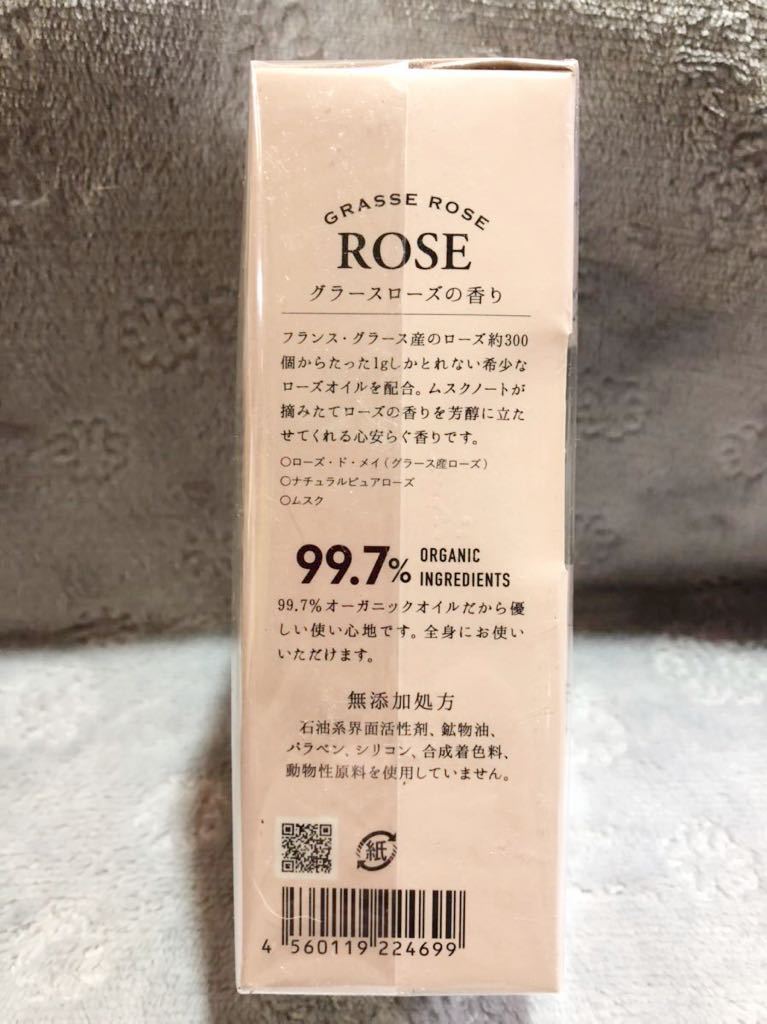 GRASSE ROSE
ROSE
グラースローズの香り
フランス・グラース産のローズ約300
個からたった1gしかとれない希少な
ローズオイルを配合。ムスクノートが
摘みたてローズの香りを芳醇に立た
せてくれる心安らぐ香りです。
○ローズ・ド・メイ(グラース産ローズ)
○ナチュラルピュアローズ
○ムスク
99.7% ORGANIC
INGREDIENTS
99.7%オーガニックオイルだから優
しい使い心地です。全身にお使い
いただけます。
無添加処方
石油系界面活性剤、鉱物油、
パラベン、シリコン、合成着色料、
動物性原料を使用していません。
紙
4 560119 224699